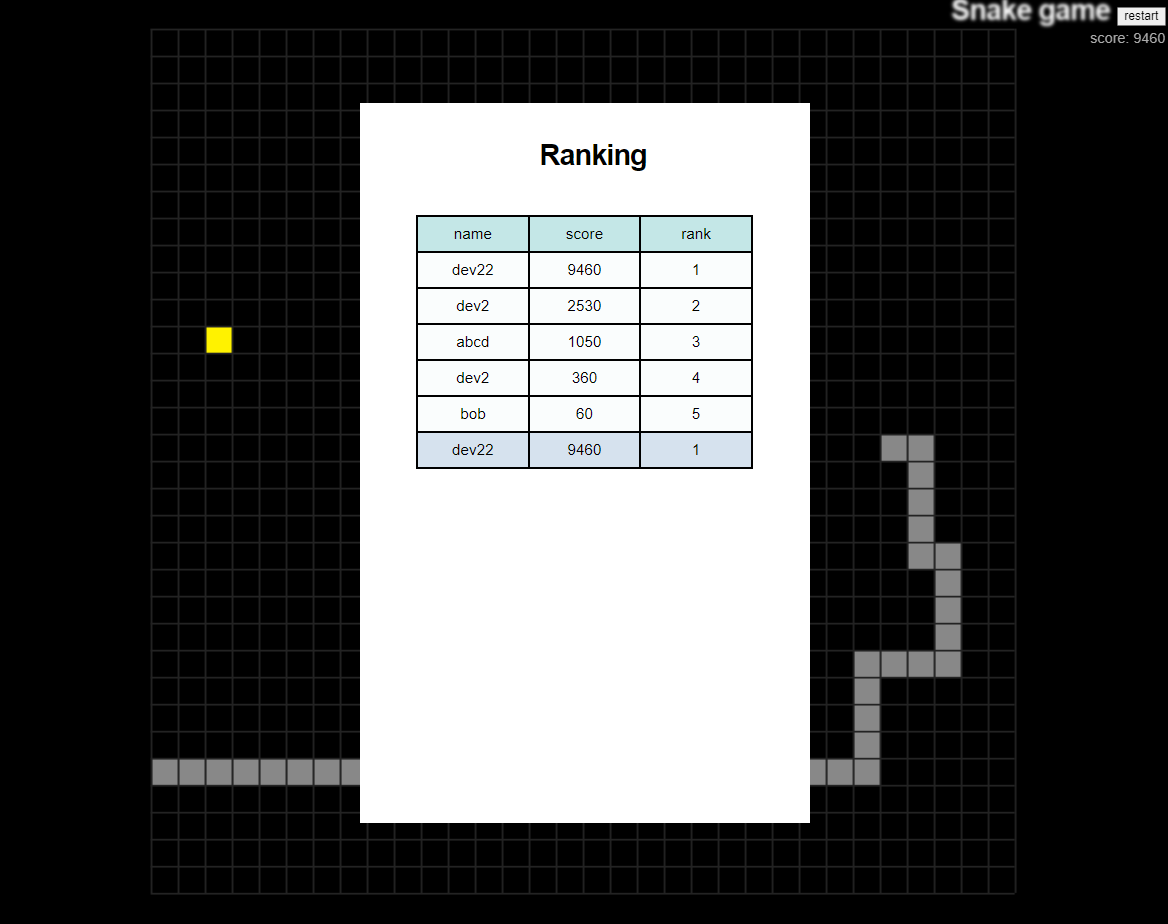 Snake game restart
score: 9460
Ranking
name score rank
dev22 9460 1
dev2 2530 2
abcd 1050 3
dev2 360 4
bob 60 5
dev22 9460 1